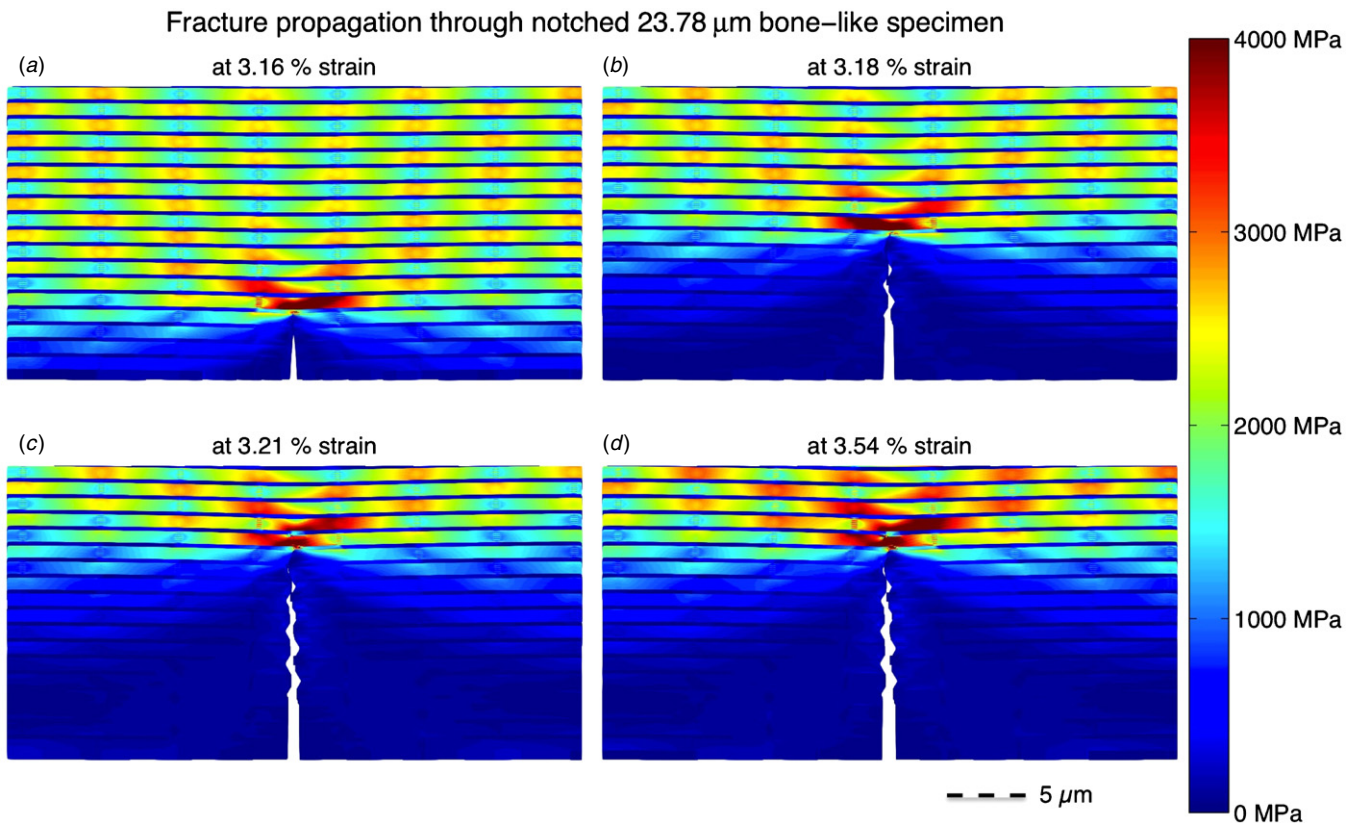 Fracture propagation through notched 23.78 μm bone−like specimen
(a)
at 3.16 % strain
(b)
at 3.18 % strain
(c)
at 3.21 % strain
(d)
at 3.54 % strain
4000 MPa
3000 MPa
2000 MPa
1000 MPa
0 MPa
5 μm